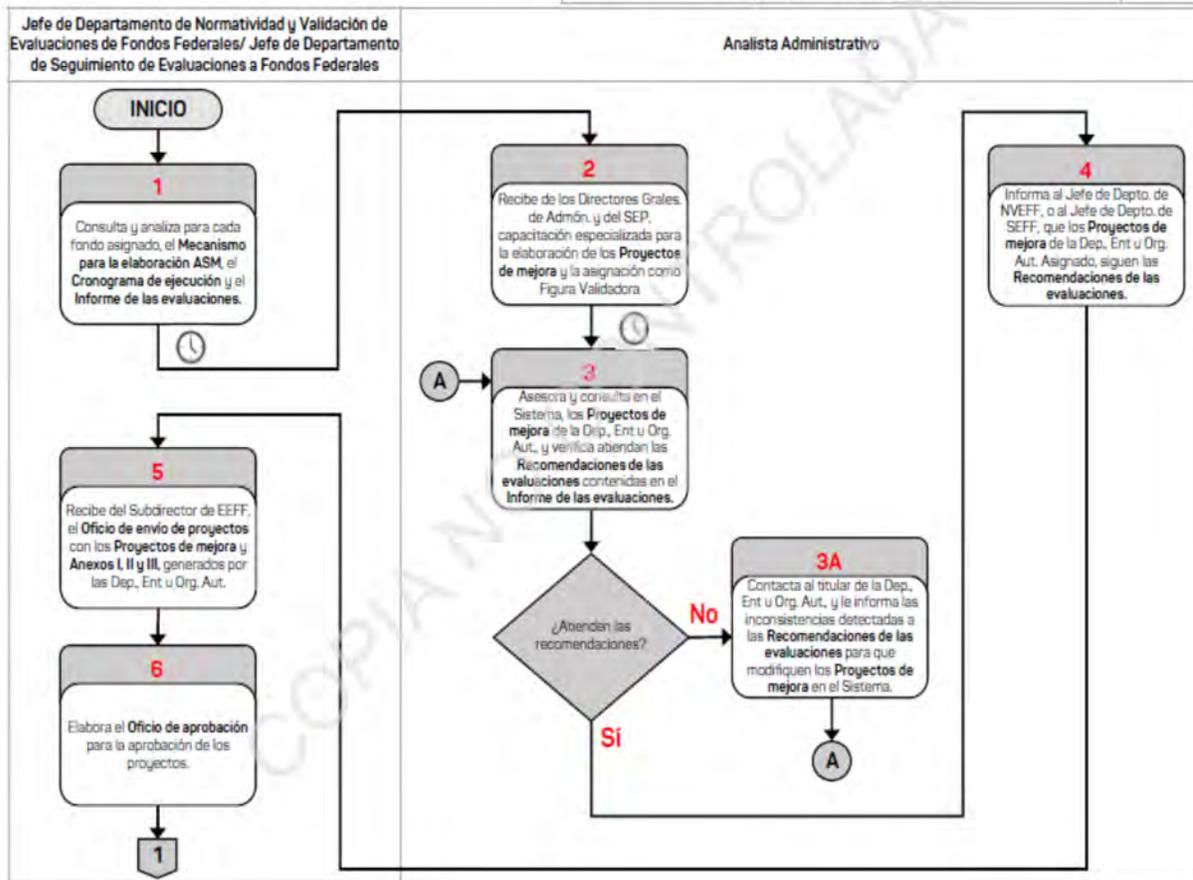 Jefe de Departamento de Normatividad y Validación de
Evaluaciones de Fondos Federales/ Jefe de Departamento
de Seguimiento de Evaluaciones a Fondos Federales
Analista Administrativo
INICIO
1
Consulta y analiza para cada
fondo asignado, el Mecanismo
para la elaboración ASM, el
Cronograma de ejecución y el
Informe de las evaluaciones.
2
Recibe de los Directores Grales.
de Admón. y del SEP,
capacitación especializada para
la elaboración de los Proyectos
de mejora y la asignación como
Figura Validadora
A
3
Asesora y consulta en el
Sistema, los Proyectos de
mejora de la Dep., Ent u Org.
Aut., y verifica atiendan las
Recomendaciones de las
evaluaciones contenidas en el
Informe de las evaluaciones.
¿Atienden las
recomendaciones?
No
Sí
3A
Contacta al titular de la Dep.,
Ent u Org. Aut., y le informa las
inconsistencias detectadas a
las Recomendaciones de las
evaluaciones para que
modifiquen los Proyectos de
mejora en el Sistema.
A
4
Informa al Jefe de Depto. de
NVEFF, o al Jefe de Depto. de
SEFF, que los Proyectos de
mejora de la Dep., Ent u Org.
Aut. Asignado, siguen las
Recomendaciones de las
evaluaciones.
5
Recibe del Subdirector de EEFF,
el Oficio de envío de proyectos
con los Proyectos de mejora y
Anexos I, II y III, generados por
las Dep., Ent u Org. Aut.
6
Elabora el Oficio de aprobación
para la aprobación de los
proyectos.
1
COPIA NO CONTROLADA